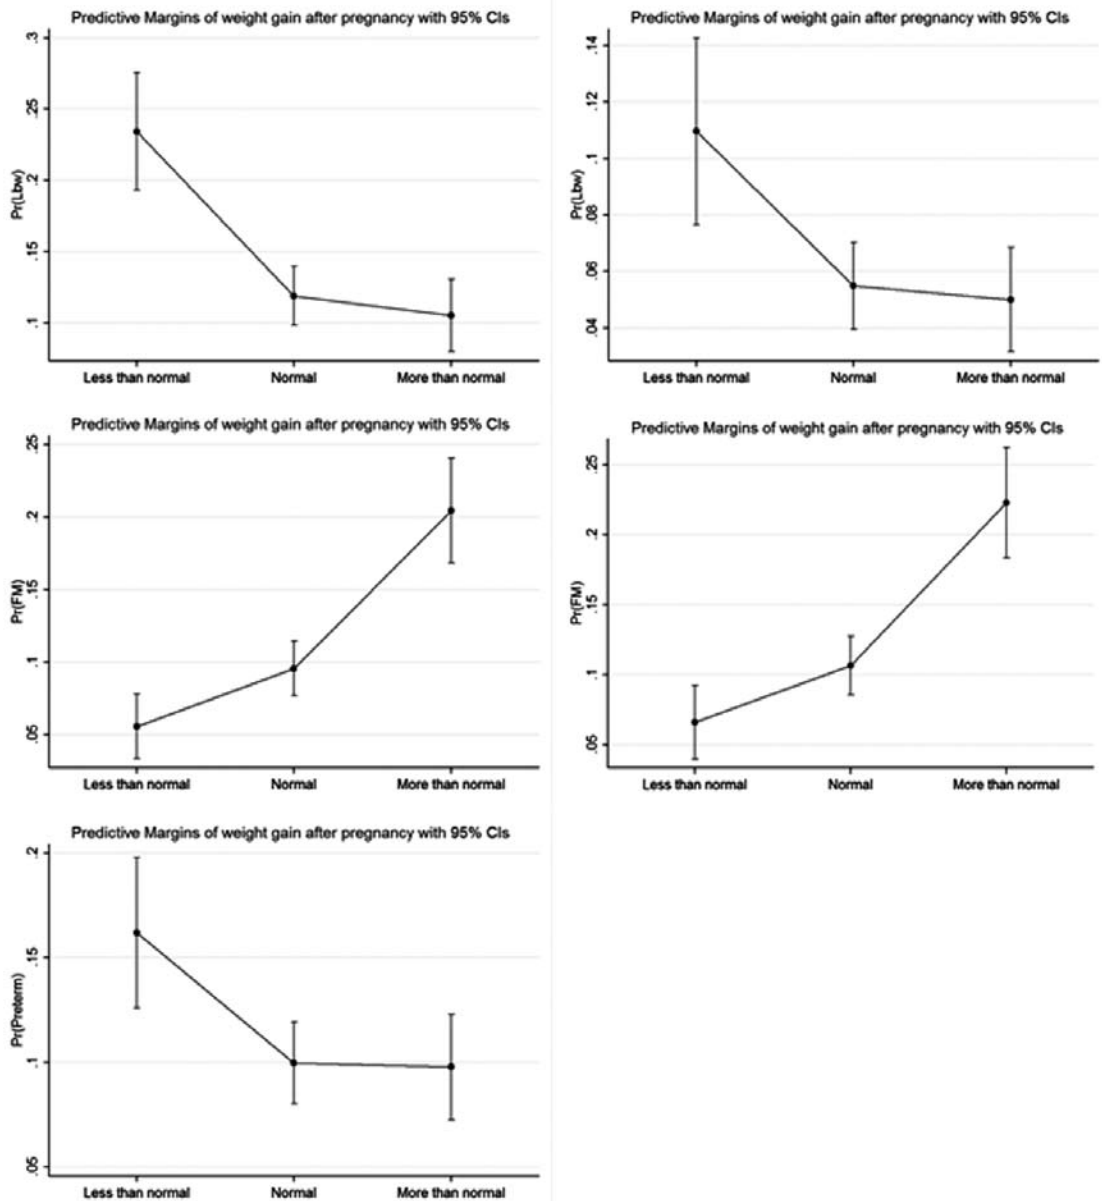 Predictive Margins of weight gain after pregnancy with 95% CIs
Pr(Lbw)
.3
.25
.2
.15
.1
Less than normal Normal More than normal
Predictive Margins of weight gain after pregnancy with 95% CIs
Pr(Lbw)
.14
.12
.1
.08
.06
.04
Less than normal Normal More than normal
Predictive Margins of weight gain after pregnancy with 95% CIs
Pr(FM)
.25
.2
.15
.1
.05
Less than normal Normal More than normal
Predictive Margins of weight gain after pregnancy with 95% CIs
Pr(FM)
.25
.2
.15
.1
.05
Less than normal Normal More than normal
Predictive Margins of weight gain after pregnancy with 95% CIs
Pr(Preterm)
.2
.15
.1
.05
Less than normal Normal More than normal